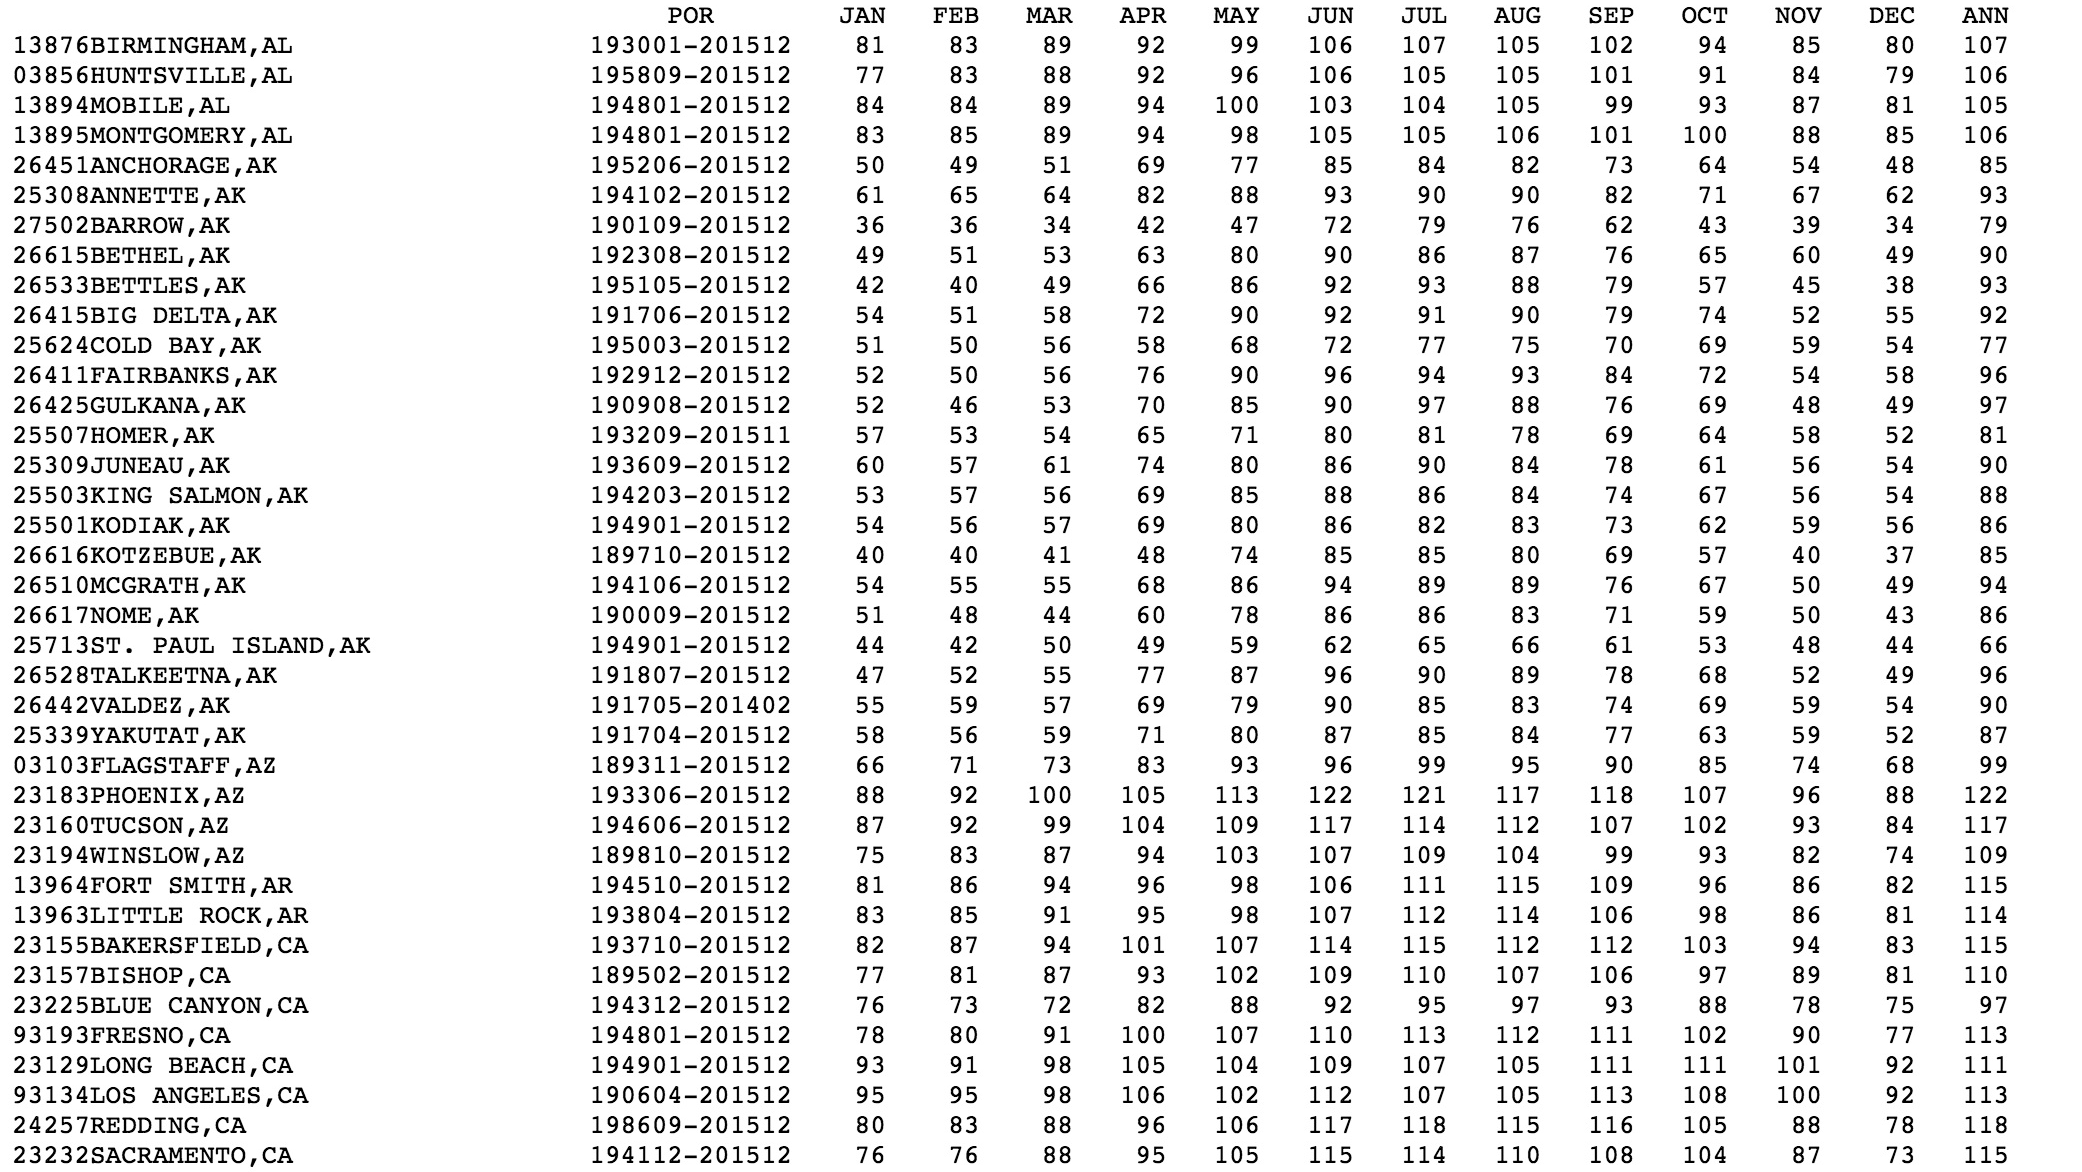 POR JAN FEB MAR APR MAY JUN JUL AUG SEP OCT NOV DEC ANN
13876BIRMINGHAM,AL 193001-201512 81 83 89 92 99 106 107 105 102 94 85 80 107
03856HUNTSVILLE,AL 195809-201512 77 83 88 92 96 106 105 105 101 91 84 79 106
13894MOBILE,AL 194801-201512 84 84 89 94 100 103 104 105 99 93 87 81 105
13895MONTGOMERY,AL 194801-201512 83 85 89 94 98 105 105 106 101 100 88 85 106
26451ANCHORAGE,AK 195206-201512 50 49 51 69 77 85 84 82 73 64 54 48 85
25308ANNETTE,AK 194102-201512 61 65 64 82 88 93 90 90 82 71 67 62 93
27502BARROW,AK 190109-201512 36 36 34 42 47 72 79 76 62 43 39 34 79
26615BETHEL,AK 192308-201512 49 51 53 63 80 90 86 87 76 65 60 49 90
26533BETTLES,AK 195105-201512 42 40 49 66 86 92 93 88 79 57 45 38 93
26415BIG DELTA,AK 191706-201512 54 51 58 72 90 92 91 90 79 74 52 55 92
25624COLD BAY,AK 195003-201512 51 50 56 58 68 72 77 75 70 69 59 54 77
26411FAIRBANKS,AK 192912-201512 52 50 56 76 90 96 94 93 84 72 54 58 96
26425GULKANA,AK 190908-201512 52 46 53 70 85 90 97 88 76 69 48 49 97
25507HOMER,AK 193209-201511 57 53 54 65 71 80 81 78 69 64 58 52 81
25309JUNEAU,AK 193609-201512 60 57 61 74 80 86 90 84 78 61 56 54 90
25503KING SALMON,AK 194203-201512 53 57 56 69 85 88 86 84 74 67 56 54 88
25501KODIAK,AK 194901-201512 54 56 57 69 80 86 82 83 73 62 59 56 86
26616KOTZEBUE,AK 189710-201512 40 40 41 48 74 85 85 80 69 57 40 37 85
26510MCGRATH,AK 194106-201512 54 55 55 68 86 94 89 89 76 67 50 49 94
26617NOME,AK 190009-201512 51 48 44 60 78 86 86 83 71 59 50 43 86
25713ST. PAUL ISLAND,AK 194901-201512 44 42 50 49 59 62 65 66 61 53 48 44 66
26528TALKEETNA,AK 191807-201512 47 52 55 77 87 96 90 89 78 68 52 49 96
26442VALDEZ,AK 191705-201402 55 59 57 69 79 90 85 83 74 69 59 54 90
25339YAKUTAT,AK 191704-201512 58 56 59 71 80 87 85 84 77 63 59 52 87
03103FLAGSTAFF,AZ 189311-201512 66 71 73 83 93 96 99 95 90 85 74 68 99
23183PHOENIX,AZ 193306-201512 88 92 100 105 113 122 121 117 118 107 96 88 122
23160TUCSON,AZ 194606-201512 87 92 99 104 109 117 114 112 107 102 93 84 117
23194WINSLOW,AZ 189810-201512 75 83 87 94 103 107 109 104 99 93 82 74 109
13964FORT SMITH,AR 194510-201512 81 86 94 96 98 106 111 115 109 96 86 82 115
13963LITTLE ROCK,AR 193804-201512 83 85 91 95 98 107 112 114 106 98 86 81 114
23155BAKERSFIELD,CA 193710-201512 82 87 94 101 107 114 115 112 112 103 94 83 115
23157BISHOP,CA 189502-201512 77 81 87 93 102 109 110 107 106 97 89 81 110
23225BLUE CANYON,CA 194312-201512 76 73 72 82 88 92 95 97 93 88 78 75 97
93193FRESNO,CA 194801-201512 78 80 91 100 107 110 113 112 111 102 90 77 113
23129LONG BEACH,CA 194901-201512 93 91 98 105 104 109 107 105 111 111 101 92 111
93134LOS ANGELES,CA 190604-201512 95 95 98 106 102 112 107 105 113 108 100 92 113
24257REDDING,CA 198609-201512 80 83 88 96 106 117 118 115 116 105 88 78 118
23232SACRAMENTO,CA 194112-201512 76 76 88 95 105 115 114 110 108 104 87 73 115